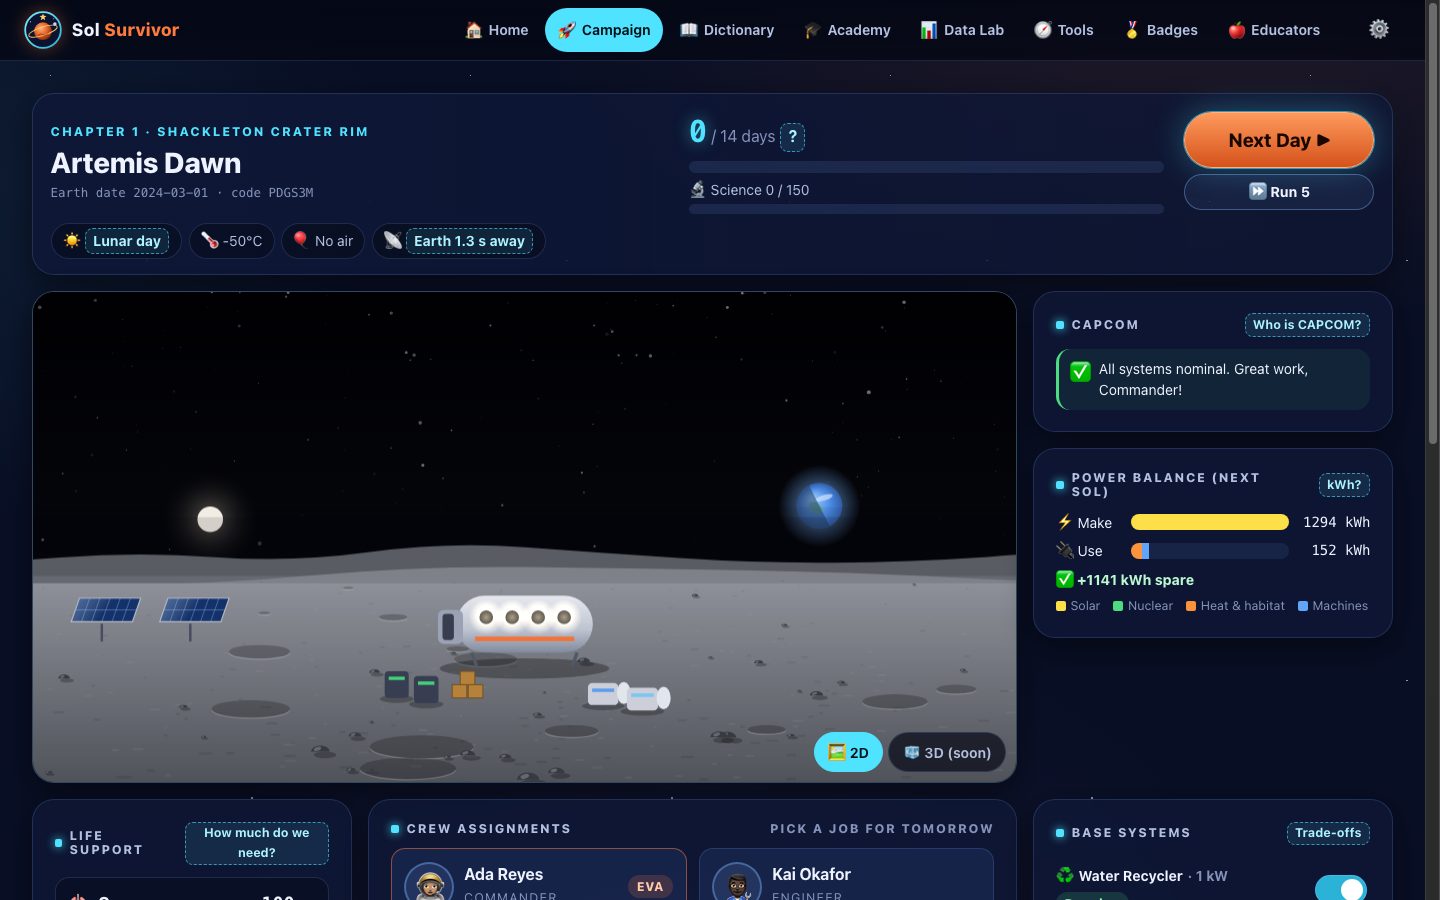 Sol Survivor
Home
Campaign
Dictionary
Academy
Data Lab
Tools
Badges
Educators
CHAPTER 1 · SHACKLETON CRATER RIM
Artemis Dawn
Earth date 2024-03-01 · code PDGS3M
Lunar day
-50°C
No air
Earth 1.3 s away
0 / 14 days ?
Science 0 / 150
Next Day
Run 5
CAPCOM
Who is CAPCOM?
All systems nominal. Great work,
Commander!
POWER BALANCE (NEXT
SOL)
kWh?
Make 1294 kWh
Use 152 kWh
+1141 kWh spare
Solar
Nuclear
Heat & habitat
Machines
2D
3D (soon)
LIFE
SUPPORT
How much do we
need?
CREW ASSIGNMENTS
PICK A JOB FOR TOMORROW
Ada Reyes
COMMANDER
EVA
Kai Okafor
ENGINEER
BASE SYSTEMS
Trade-offs
Water Recycler · 1 kW